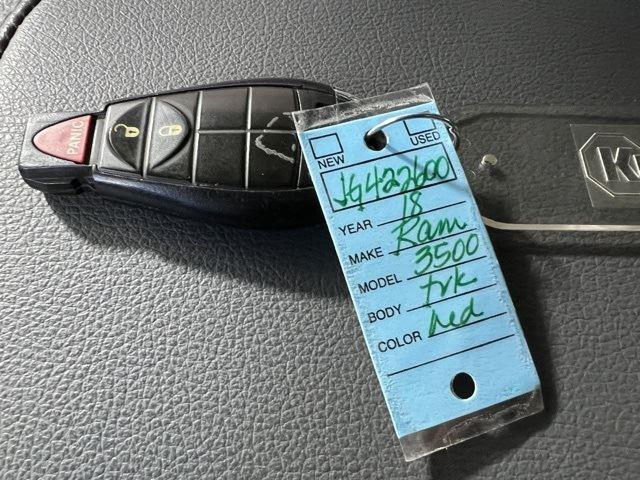 PANIC
NEW USED
JG422600
YEAR 18
MAKE Ram
MODEL 3500
BODY trk
COLOR Red